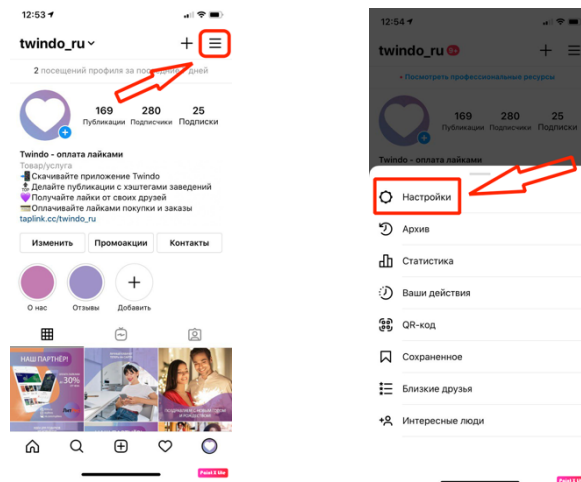 12:53
twindo_ru
2 посещений профиля за последние 7 дней
169 280 25
Публикации Подписчики Подписки
Twindo - оплата лайками
Товар/услуга
Скачивайте приложение Twindo
Делайте публикации с хэштегами заведений
Получайте лайки от своих друзей
Оплачивайте лайками покупки и заказы
taplink.cc/twindo_ru
Изменить Промоакции Контакты
О нас Отзывы Добавить
НАШ ПАРТНЁР!
30%
12:54
twindo_ru
Посмотреть профессиональные ресурсы
169 280 25
Публикации Подписчики Подписки
Twindo - оплата лайками
Настройки
Архив
Статистика
Ваши действия
QR-код
Сохраненное
Близкие друзья
Интересные люди